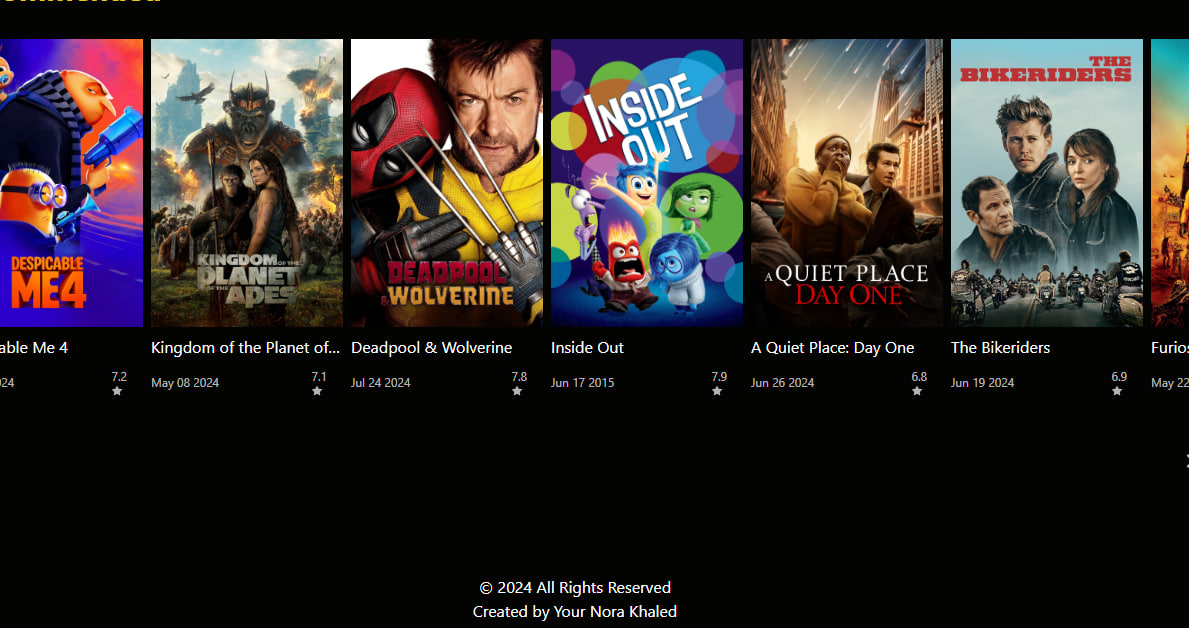 DESPICABLE
ME4
KINGDOM OF THE
PLANET
OF THE
APES
DEADPOOL
& WOLVERINE
INSIDE
OUT
A QUIET PLACE
DAY ONE
THE
BIKERIDERS
able Me 4
Kingdom of the Planet of...
Deadpool & Wolverine
Inside Out
A Quiet Place: Day One
The Bikeriders
Furio
24
7.2
May 08 2024
7.1
Jul 24 2024
7.8
Jun 17 2015
7.9
Jun 26 2024
6.8
Jun 19 2024
6.9
May 22
© 2024 All Rights Reserved
Created by Your Nora Khaled